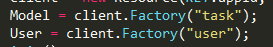 Model = client.Factory("task");
User = client.Factory("user");